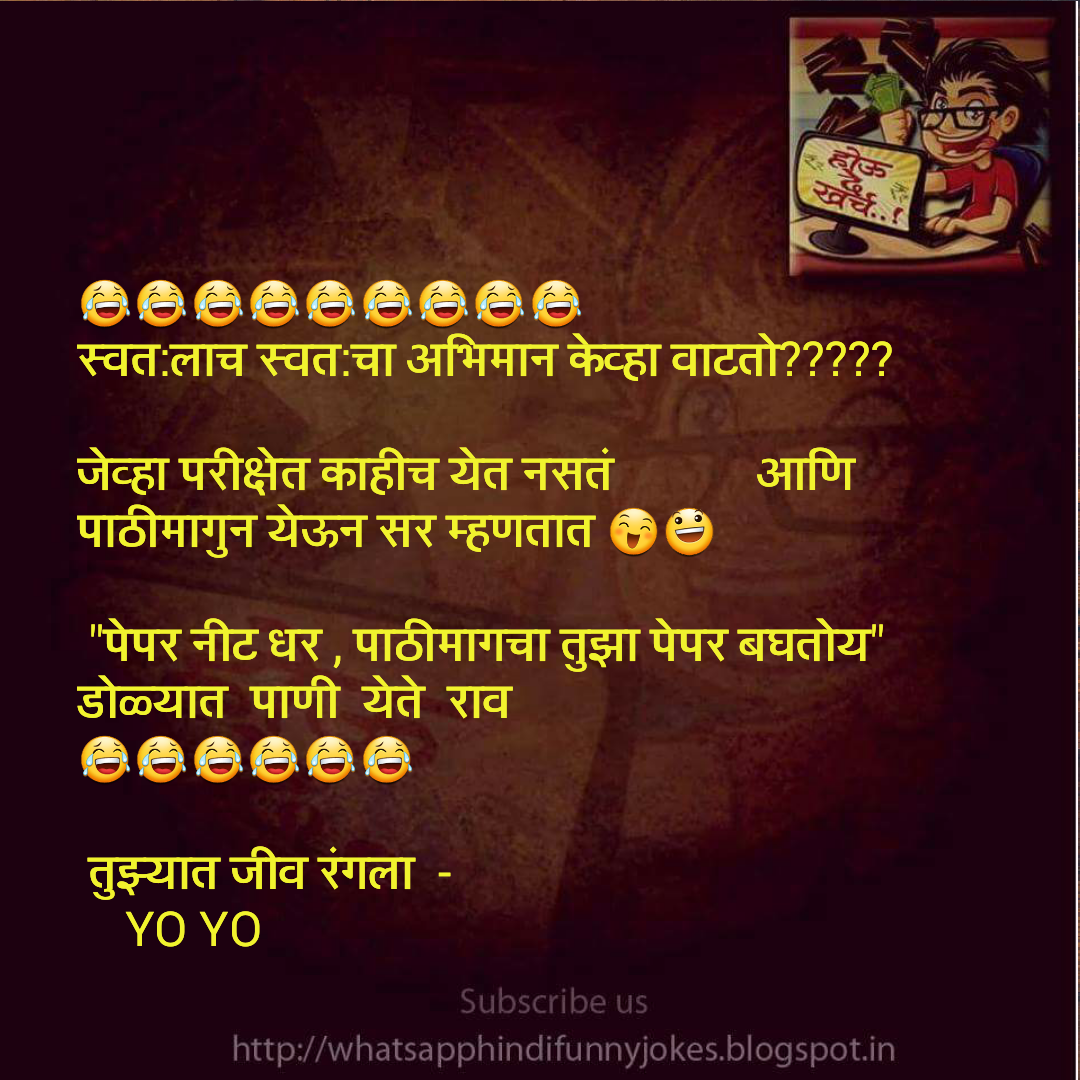 होऊ
दे
खर्च..!
😂😂😂😂😂😂😂😂😂
स्वत:लाच स्वत:चा अभिमान केव्हा वाटतो?????
जेव्हा परीक्षेत काहीच येत नसतं आणि
पाठीमागुन येऊन सर म्हणतात 😄😃
"पेपर नीट धर , पाठीमागचा तुझा पेपर बघतोय"
डोळ्यात पाणी येते राव
😂😂😂😂😂😂
तुझ्यात जीव रंगला -
YO YO
Subscribe us
http://whatsapphindifunnyjokes.blogspot.in